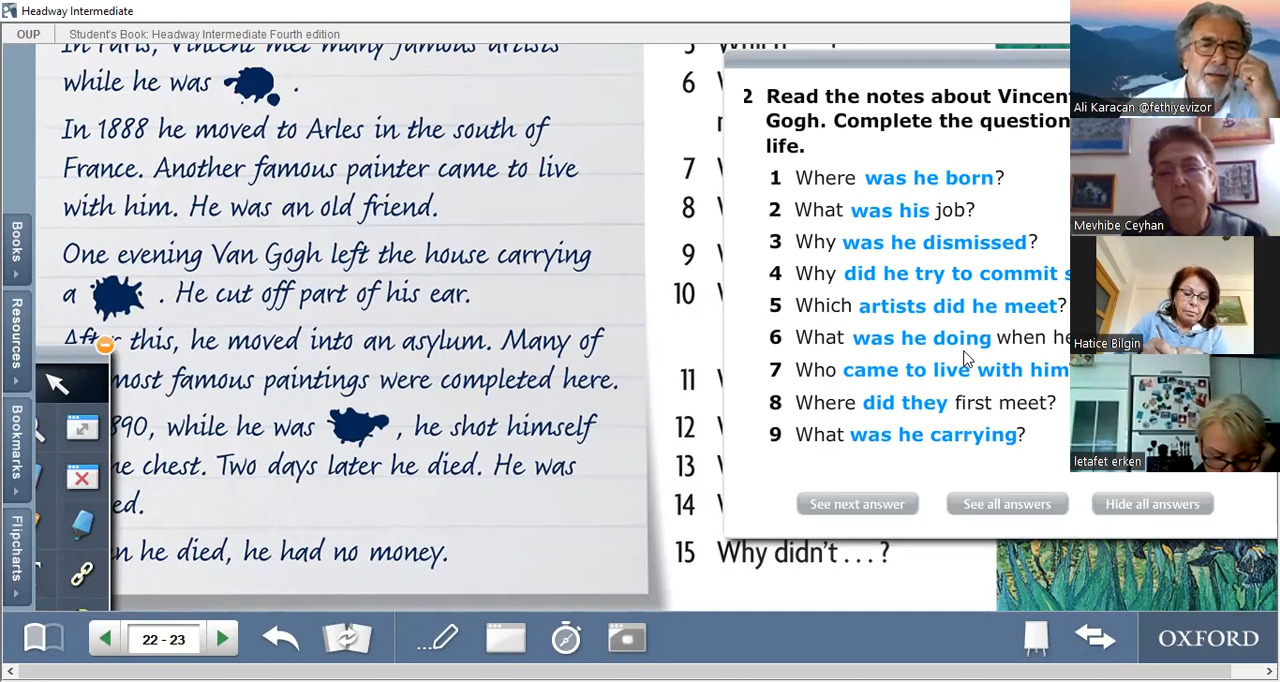 Headway Intermediate
OUP
Student's Book: Headway Intermediate Fourth edition
In Paris, Vincent met many famous artists
while he was .
In 1888 he moved to Arles in the south of
France. Another famous painter came to live
with him. He was an old friend.
One evening Van Gogh left the house carrying
a . He cut off part of his ear.
After this, he moved into an asylum. Many of
most famous paintings were completed here.
890, while he was , he shot himself
he chest. Two days later he died. He was
ed.
n he died, he had no money.
Books
Resources
Bookmarks
Flipcharts
5
6
7
8
9
10
11
12
13
14
15 Why didn't . . . ?
2 Read the notes about Vincent
Gogh. Complete the question
life.
1 Where was he born?
2 What was his job?
3 Why was he dismissed?
4 Why did he try to commit s
5 Which artists did he meet?
6 What was he doing when he
7 Who came to live with him
8 Where did they first meet?
9 What was he carrying?
See next answer
See all answers
Hide all answers
Ali Karacan @fethiyevizor
Mevhibe Ceyhan
Hatice Bilgin
letafet erken
22 - 23
OXFORD